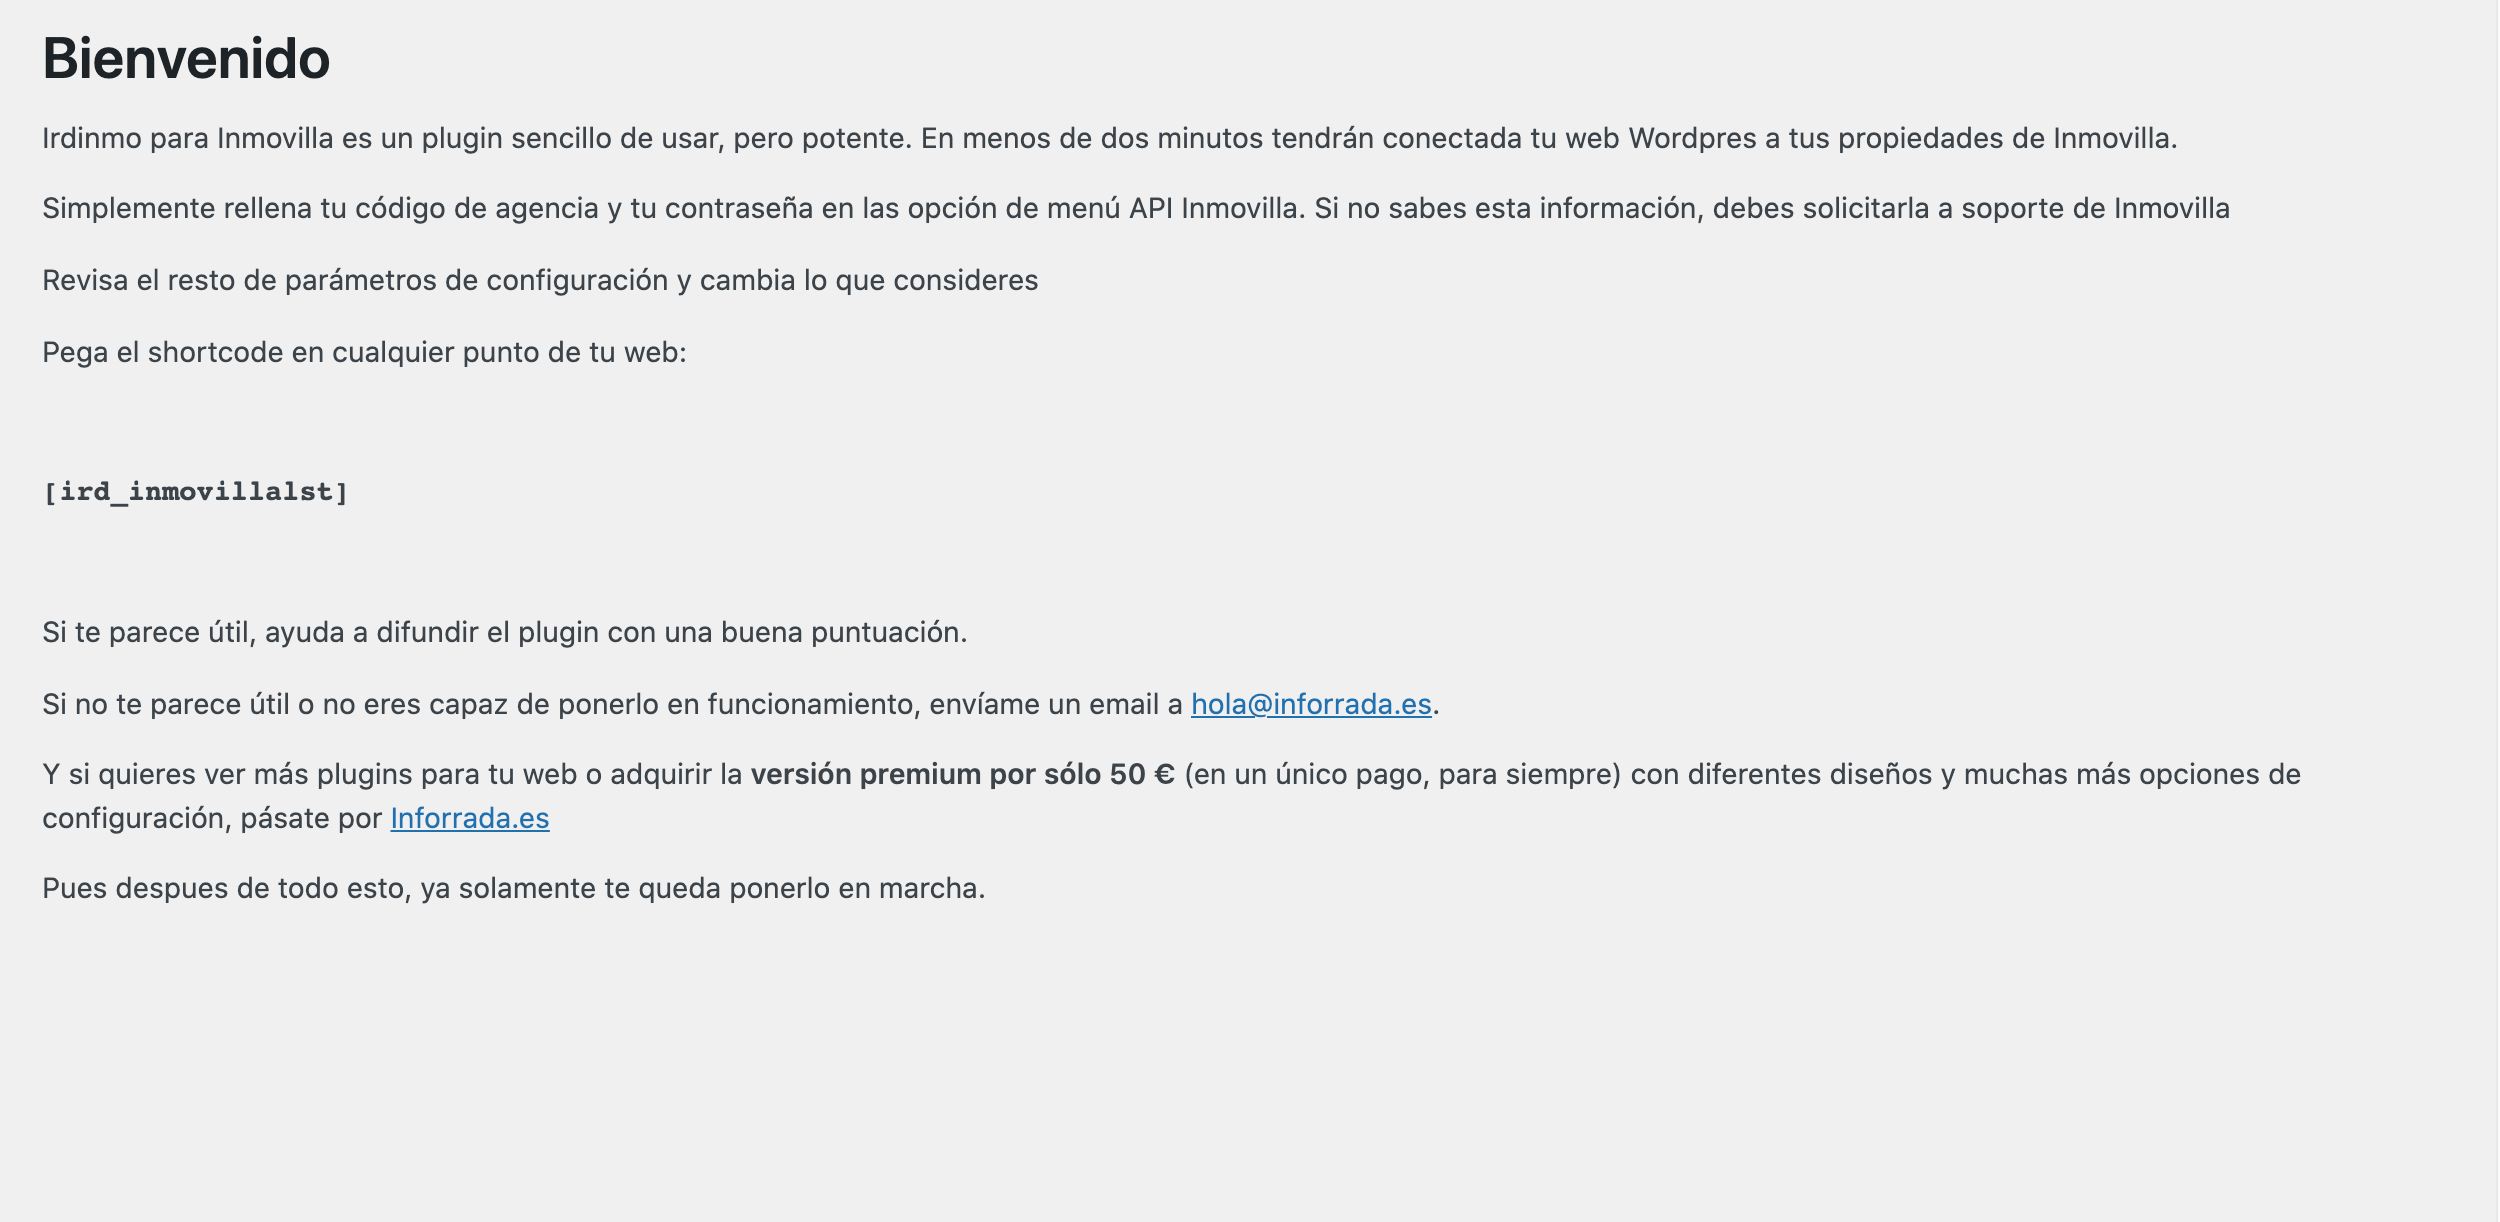 Bienvenido
Irdinmo para Inmovilla es un plugin sencillo de usar, pero potente. En menos de dos minutos tendrán conectada tu web Wordpres a tus propiedades de Inmovilla.
Simplemente rellena tu código de agencia y tu contraseña en las opción de menú API Inmovilla. Si no sabes esta información, debes solicitarla a soporte de Inmovilla
Revisa el resto de parámetros de configuración y cambia lo que consideres
Pega el shortcode en cualquier punto de tu web:
[ird_inmovillalst]
Si te parece útil, ayuda a difundir el plugin con una buena puntuación.
Si no te parece útil o no eres capaz de ponerlo en funcionamiento, envíame un email a hola@inforrada.es.
Y si quieres ver más plugins para tu web o adquirir la versión premium por sólo 50 € (en un único pago, para siempre) con diferentes diseños y muchas más opciones de
configuración, pásate por Inforrada.es
Pues despues de todo esto, ya solamente te queda ponerlo en marcha.